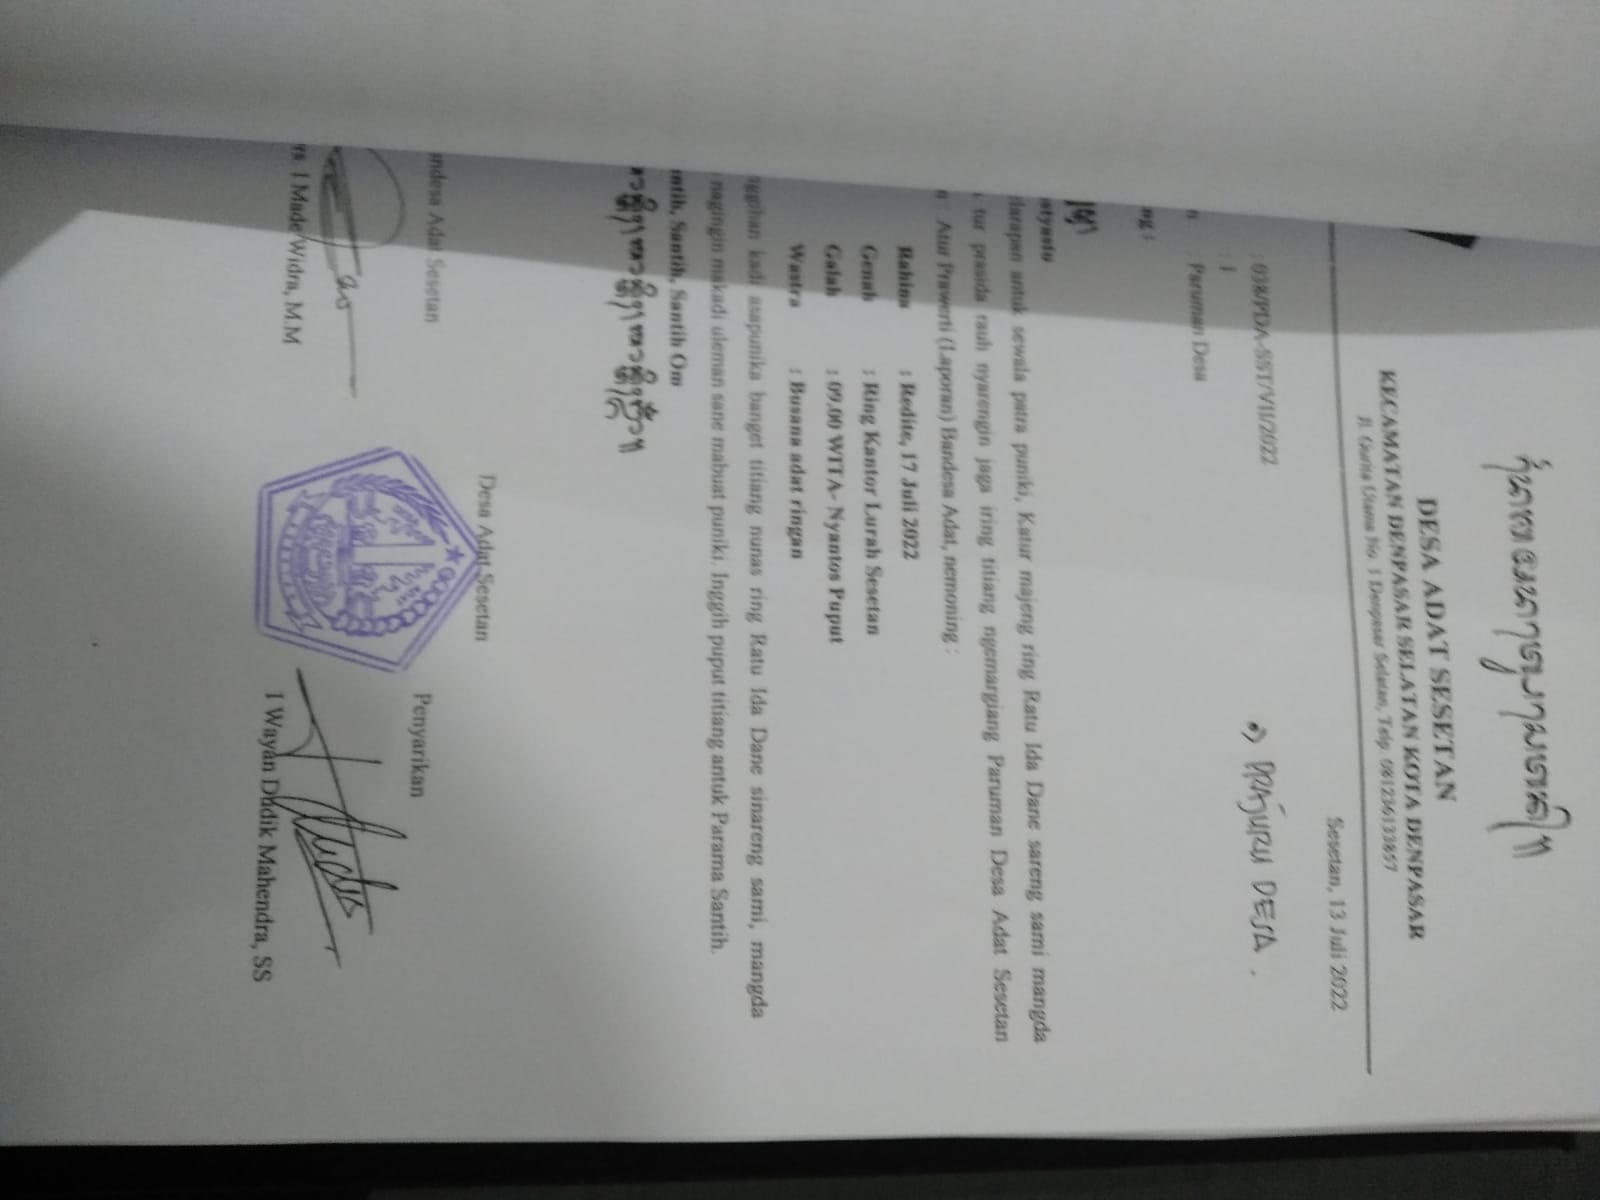 DESA ADAT SESETAN
KECAMATAN DENPASAR SELATAN KOTA DENPASAR
Jl. Gurita Utama No. 1 Denpasar Selatan, Telp. 081236133857
Sesetan, 13 Juli 2022
: 038/PDA-SST/VII/2022
PRAJURU DESA .
: 1
n : Paruman Desa
ng :
styastu
larapan antuk sewala patra puniki, Katur majeng ring Ratu Ida Dane sareng sami mangda
tur prasida rauh nyarengin jaga iring titiang ngemargiang Paruman Desa Adat Sesetan
n : Atur Prawerti (Laporan) Bandesa Adat, nemoning :
Rahina : Redite, 17 Juli 2022
Genah : Ring Kantor Lurah Sesetan
Galah : 09.00 WITA- Nyantos Puput
Wastra : Busana adat ringan
ggihan kadi asapunika banget titiang nunas ring Ratu Ida Dane sinareng sami, mangda
nagingin makadi uleman sane mabuat puniki. Inggih puput titiang antuk Parama Santih.
ntih, Santih, Santih Om
Desa Adat Sesetan
andesa Adat Sesetan
Penyarikan
DESA ADAT
SESETAN
rs. I Made Widra, M.M
I Wayan Dudik Mahendra, SS